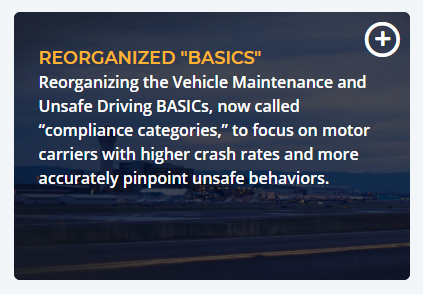 REORGANIZED "BASICS"
Reorganizing the Vehicle Maintenance and
Unsafe Driving BASICs, now called
“compliance categories,” to focus on motor
carriers with higher crash rates and more
accurately pinpoint unsafe behaviors.